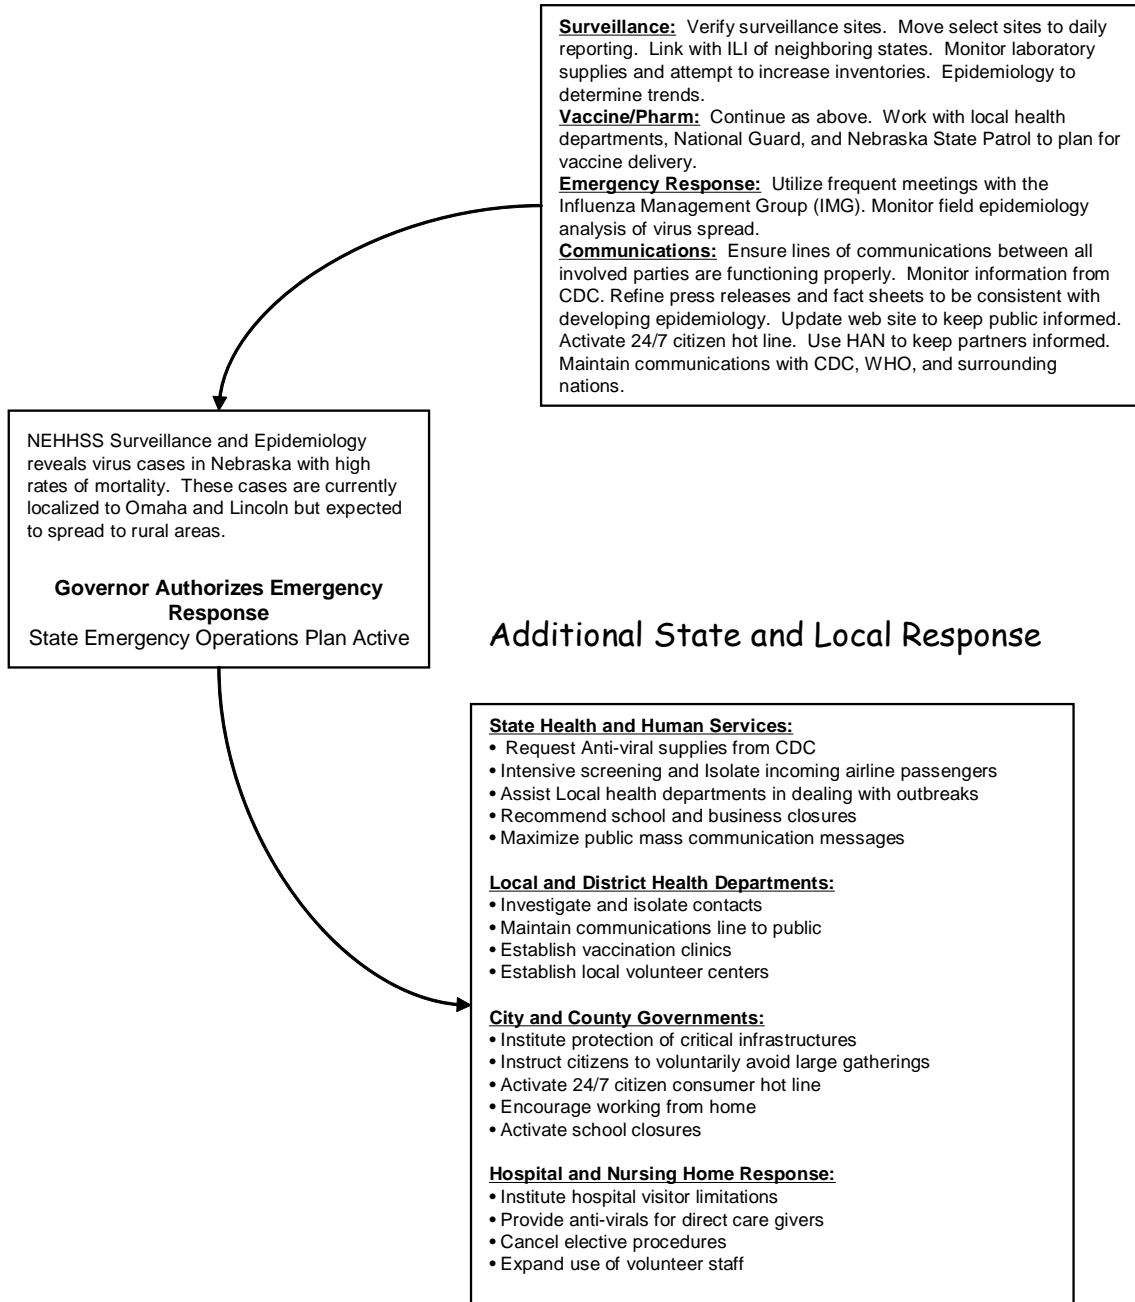 Surveillance: Verify surveillance sites. Move select sites to daily
reporting. Link with ILI of neighboring states. Monitor laboratory
supplies and attempt to increase inventories. Epidemiology to
determine trends.
Vaccine/Pharm: Continue as above. Work with local health
departments, National Guard, and Nebraska State Patrol to plan for
vaccine delivery.
Emergency Response: Utilize frequent meetings with the
Influenza Management Group (IMG). Monitor field epidemiology
analysis of virus spread.
Communications: Ensure lines of communications between all
involved parties are functioning properly. Monitor information from
CDC. Refine press releases and fact sheets to be consistent with
developing epidemiology. Update web site to keep public informed.
Activate 24/7 citizen hot line. Use HAN to keep partners informed.
Maintain communications with CDC, WHO, and surrounding
nations.
NEHHSS Surveillance and Epidemiology
reveals virus cases in Nebraska with high
rates of mortality. These cases are currently
localized to Omaha and Lincoln but expected
to spread to rural areas.
Governor Authorizes Emergency
Response
State Emergency Operations Plan Active
Additional State and Local Response
State Health and Human Services:
• Request Anti-viral supplies from CDC
• Intensive screening and Isolate incoming airline passengers
• Assist Local health departments in dealing with outbreaks
• Recommend school and business closures
• Maximize public mass communication messages
Local and District Health Departments:
• Investigate and isolate contacts
• Maintain communications line to public
• Establish vaccination clinics
• Establish local volunteer centers
City and County Governments:
• Institute protection of critical infrastructures
• Instruct citizens to voluntarily avoid large gatherings
• Activate 24/7 citizen consumer hot line
• Encourage working from home
• Activate school closures
Hospital and Nursing Home Response:
• Institute hospital visitor limitations
• Provide anti-virals for direct care givers
• Cancel elective procedures
• Expand use of volunteer staff